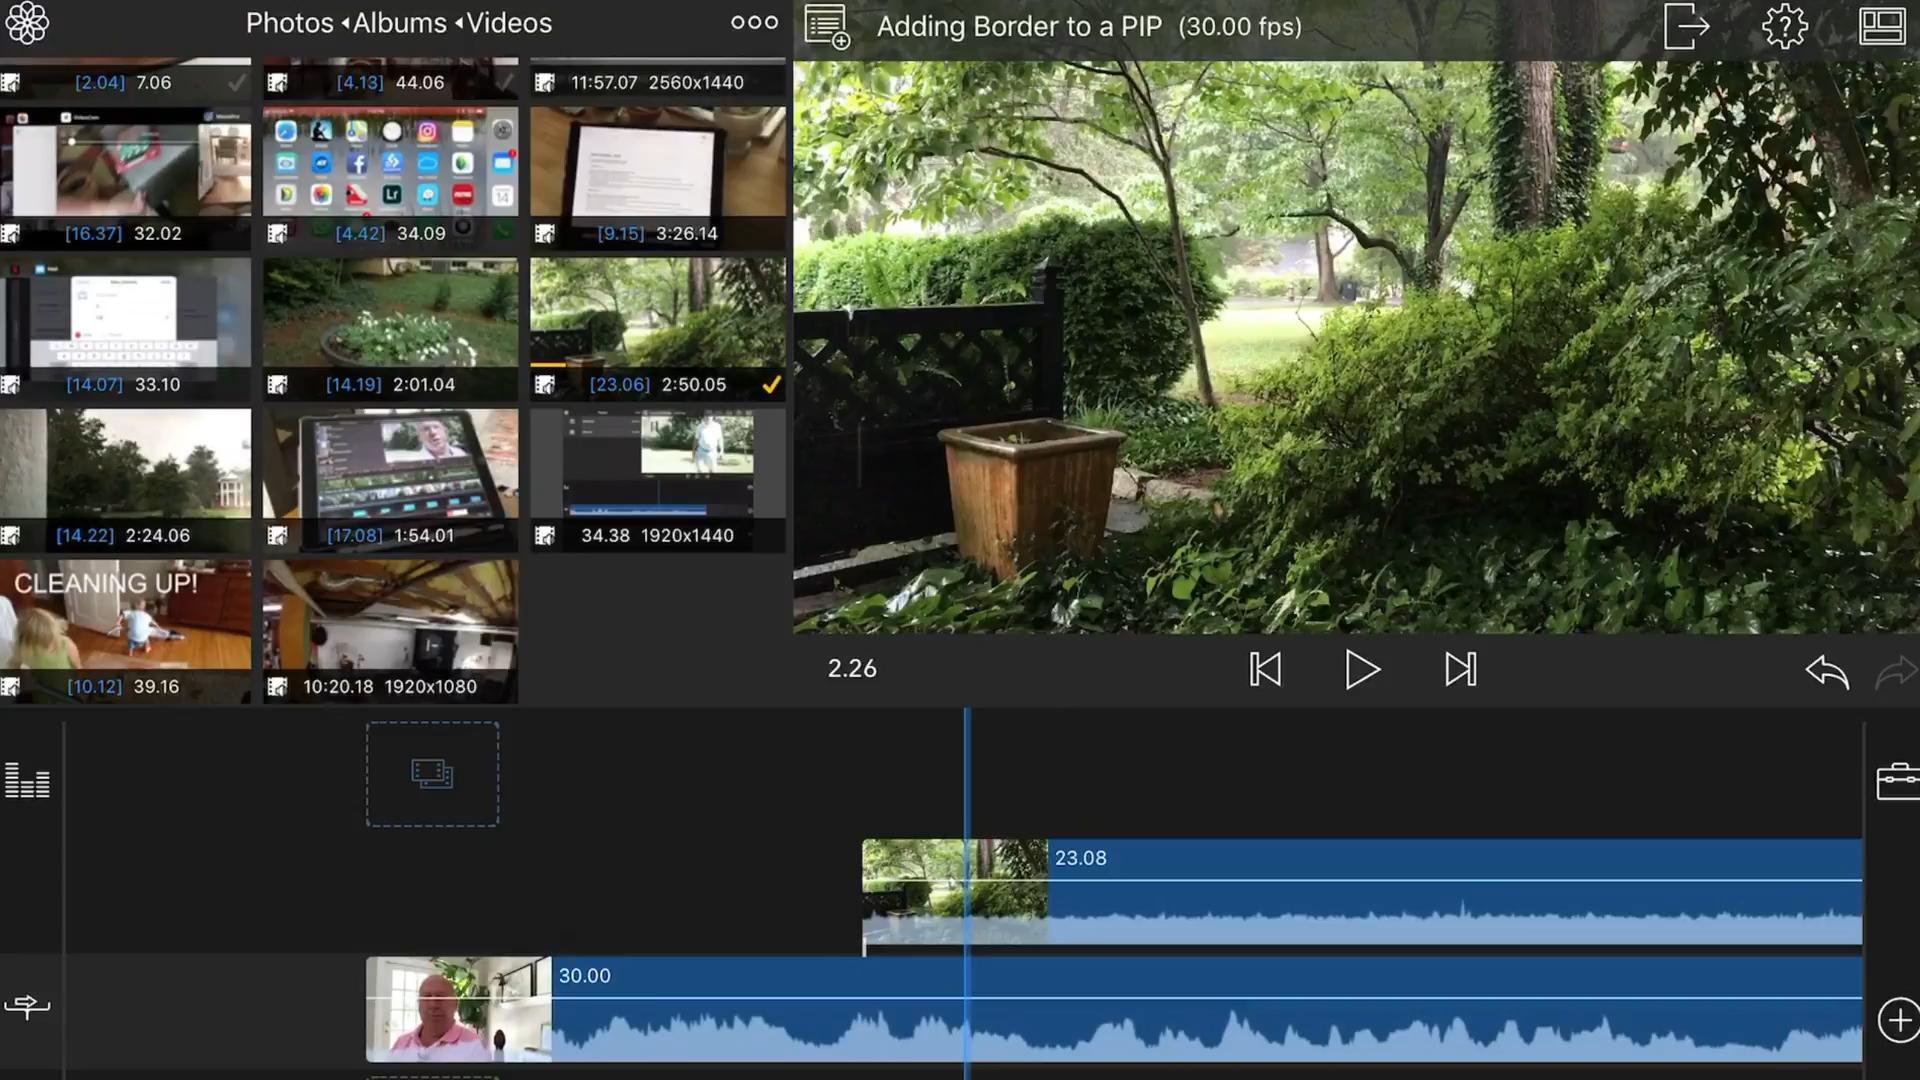 Photos ◂Albums ◂Videos
Adding Border to a PIP (30.00 fps)
[2.04] 7.06
[4.13] 44.06
11:57.07 2560x1440
[16.37] 32.02
[4.42] 34.09
[9.15] 3:26.14
[14.07] 33.10
[14.19] 2:01.04
[23.06] 2:50.05
[14.22] 2:24.06
[17.08] 1:54.01
34.38 1920x1440
CLEANING UP!
[10.12] 39.16
10:20.18 1920x1080
2.26
23.08
30.00